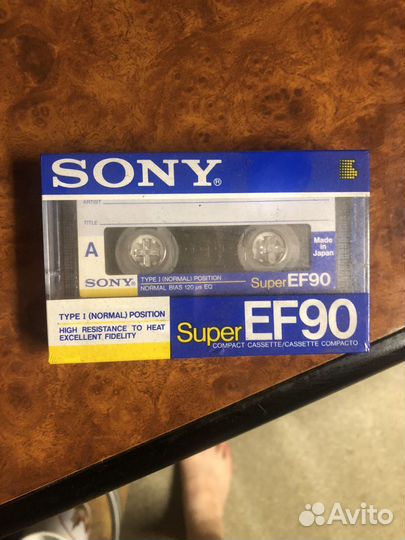 SONY®
ARTIST
TITLE
A
Made in
Japan
SONY® TYPE I (NORMAL) POSITION
NORMAL BIAS 120 µs EQ
Super EF90
TYPE I (NORMAL) POSITION
HIGH RESISTANCE TO HEAT
EXCELLENT FIDELITY
Super EF90
COMPACT CASSETTE/CASSETTE COMPACTO
Avito